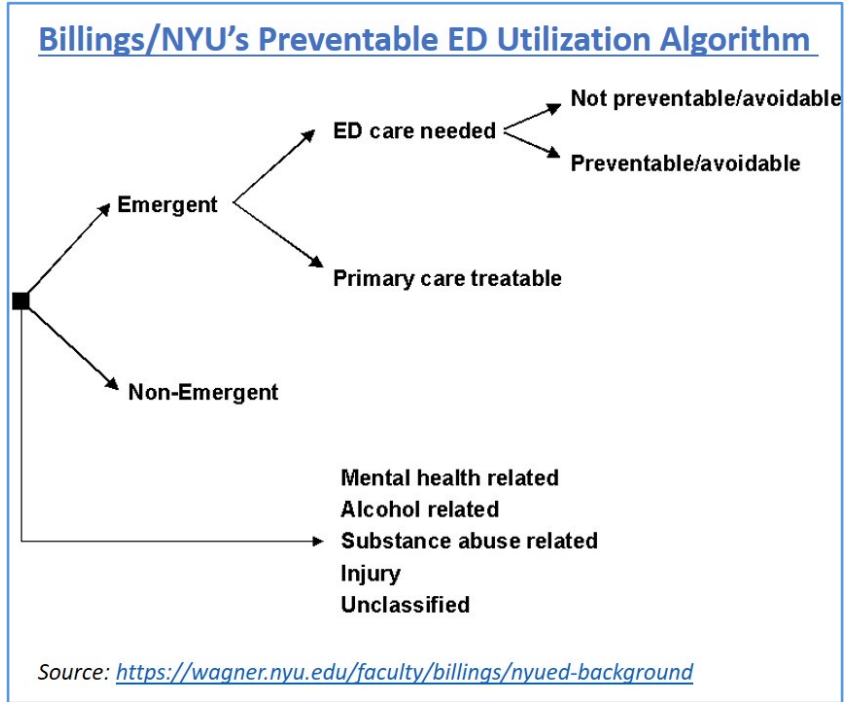 Billings/NYU's Preventable ED Utilization Algorithm
Not preventable/avoidable
ED care needed
Preventable/avoidable
Emergent
Primary care treatable
Non-Emergent
Mental health related
Alcohol related
Substance abuse related
Injury
Unclassified
Source: https://wagner.nyu.edu/faculty/billings/nyued-background